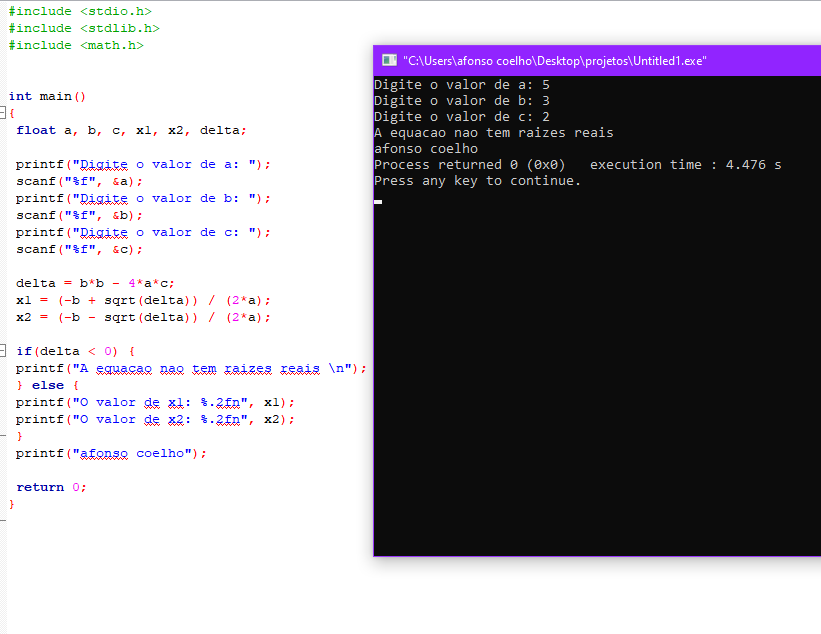 #include <stdio.h>
#include <stdlib.h>
#include <math.h>
int main()
{
float a, b, c, x1, x2, delta;
printf("Digite o valor de a: ");
scanf("%f", &a);
printf("Digite o valor de b: ");
scanf("%f", &b);
printf("Digite o valor de c: ");
scanf("%f", &c);
delta = b*b - 4*a*c;
x1 = (-b + sqrt(delta)) / (2*a);
x2 = (-b - sqrt(delta)) / (2*a);
if(delta < 0) {
printf("A equacao nao tem raizes reais \n");
} else {
printf("O valor de x1: %.2fn", x1);
printf("O valor de x2: %.2fn", x2);
}
printf("afonso coelho");
return 0;
}
"C:\Users\afonso coelho\Desktop\projetos\Untitled1.exe"
Digite o valor de a: 5
Digite o valor de b: 3
Digite o valor de c: 2
A equacao nao tem raizes reais
afonso coelho
Process returned 0 (0x0)   execution time : 4.476 s
Press any key to continue.